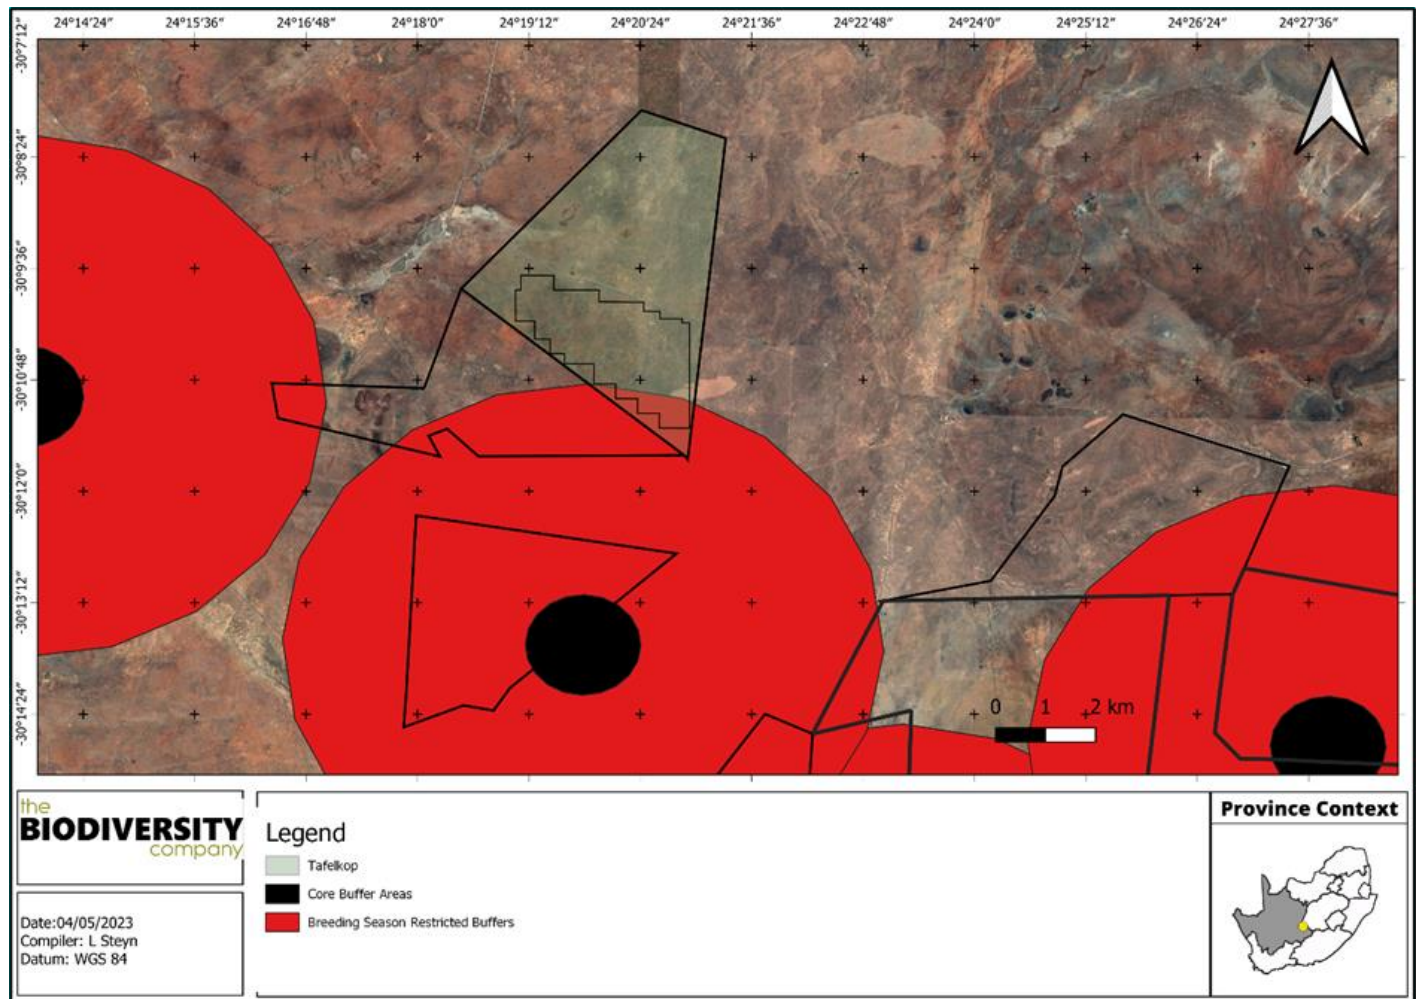 24°14'24" 24°15'36" 24°16'48" 24°18'0" 24°19'12" 24°20'24" 24°21'36" 24°22'48" 24°24'0" 24°25'12" 24°26'24" 24°27'36"
-30°7'12"
-30°8'24"
-30°9'36"
-30°10'48"
-30°12'0"
-30°13'12"
-30°14'24"
0 1 2 km
the
BIODIVERSITY
company
Date:04/05/2023
Compiler: L Steyn
Datum: WGS 84
Legend
Tafelkop
Core Buffer Areas
Breeding Season Restricted Buffers
Province Context